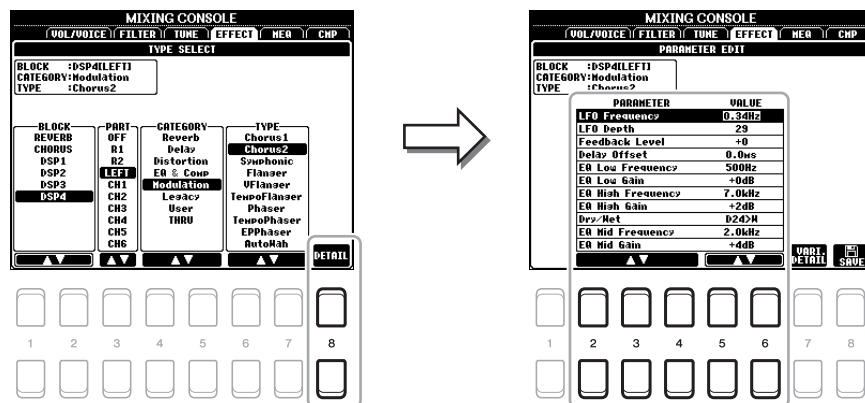 MIXING CONSOLE
VOL/VOICE FILTER TUNE EFFECT MEQ CMP
TYPE SELECT
BLOCK :DSP4[LEFT]
CATEGORY:Modulation
TYPE :Chorus2
BLOCK PART CATEGORY TYPE
REVERB OFF Reverb Chorus1
CHORUS R1 Delay Chorus2
DSP1 R2 Distortion Symphonic
DSP2 LEFT EQ & Comp Flanger
DSP3 CH1 Modulation VFlanger
DSP4 CH2 Legacy TempoFlanger
CH3 User Phaser
CH4 THRU TempoPhaser
CH5 EPPhaser
CH6 AutoWah
DETAIL
1 2 3 4 5 6 7 8
MIXING CONSOLE
VOL/VOICE FILTER TUNE EFFECT MEQ CMP
PARAMETER EDIT
BLOCK :DSP4[LEFT]
CATEGORY:Modulation
TYPE :Chorus2
PARAMETER VALUE
LFO Frequency 0.34Hz
LFO Depth 29
Feedback Level +0
Delay Offset 0.0ms
EQ Low Frequency 500Hz
EQ Low Gain +0dB
EQ High Frequency 7.0kHz
EQ High Gain +2dB
Dry/Wet D24>W
EQ Mid Frequency 2.0kHz
EQ Mid Gain +4dB
VARI. DETAIL SAVE
1 2 3 4 5 6 7 8